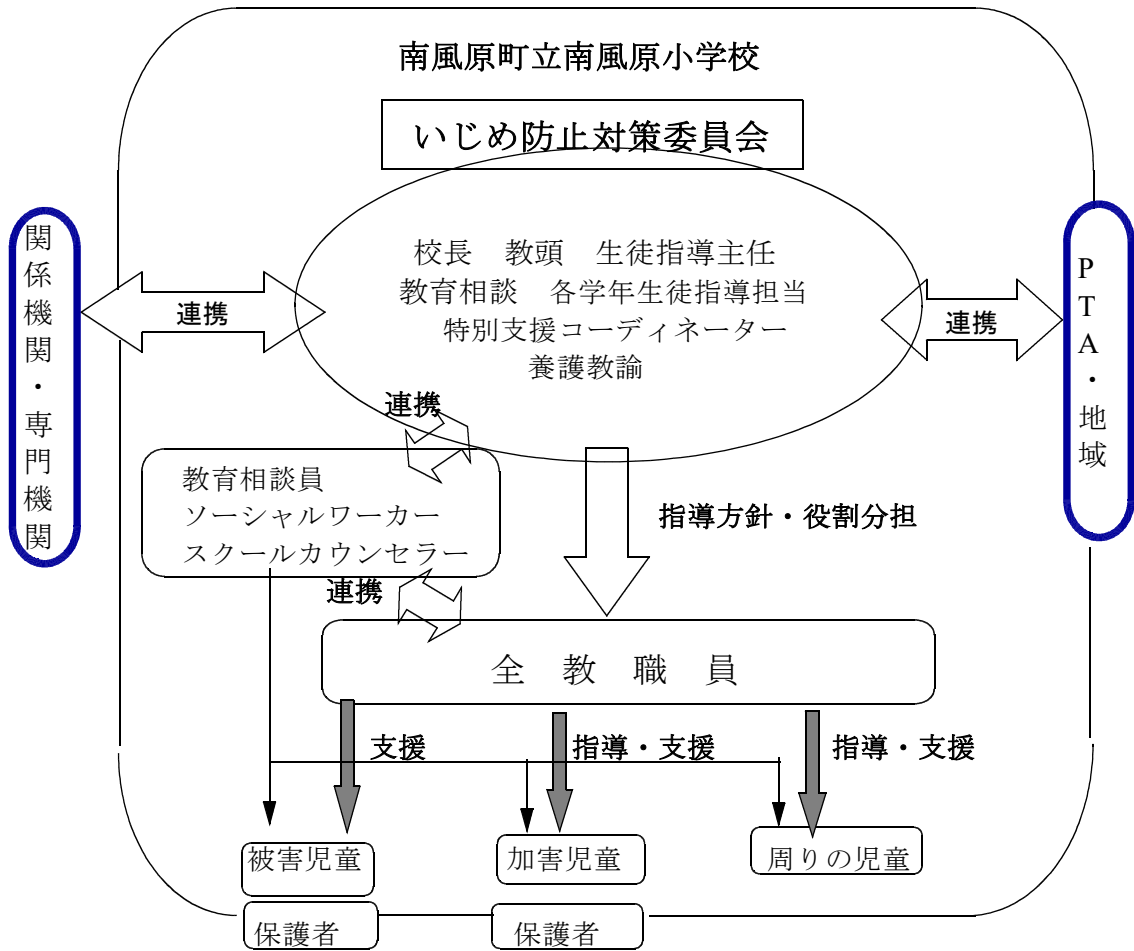 南風原町立南風原小学校
いじめ防止対策委員会
関係機関・専門機関
連携
校長 教頭 生徒指導主任
教育相談 各学年生徒指導担当
特別支援コーディネーター
養護教諭
連携
PTA・地域
連携
教育相談員
ソーシャルワーカー
スクールカウンセラー
指導方針・役割分担
連携
全教職員
支援
指導・支援
指導・支援
被害児童
加害児童
周りの児童
保護者
保護者